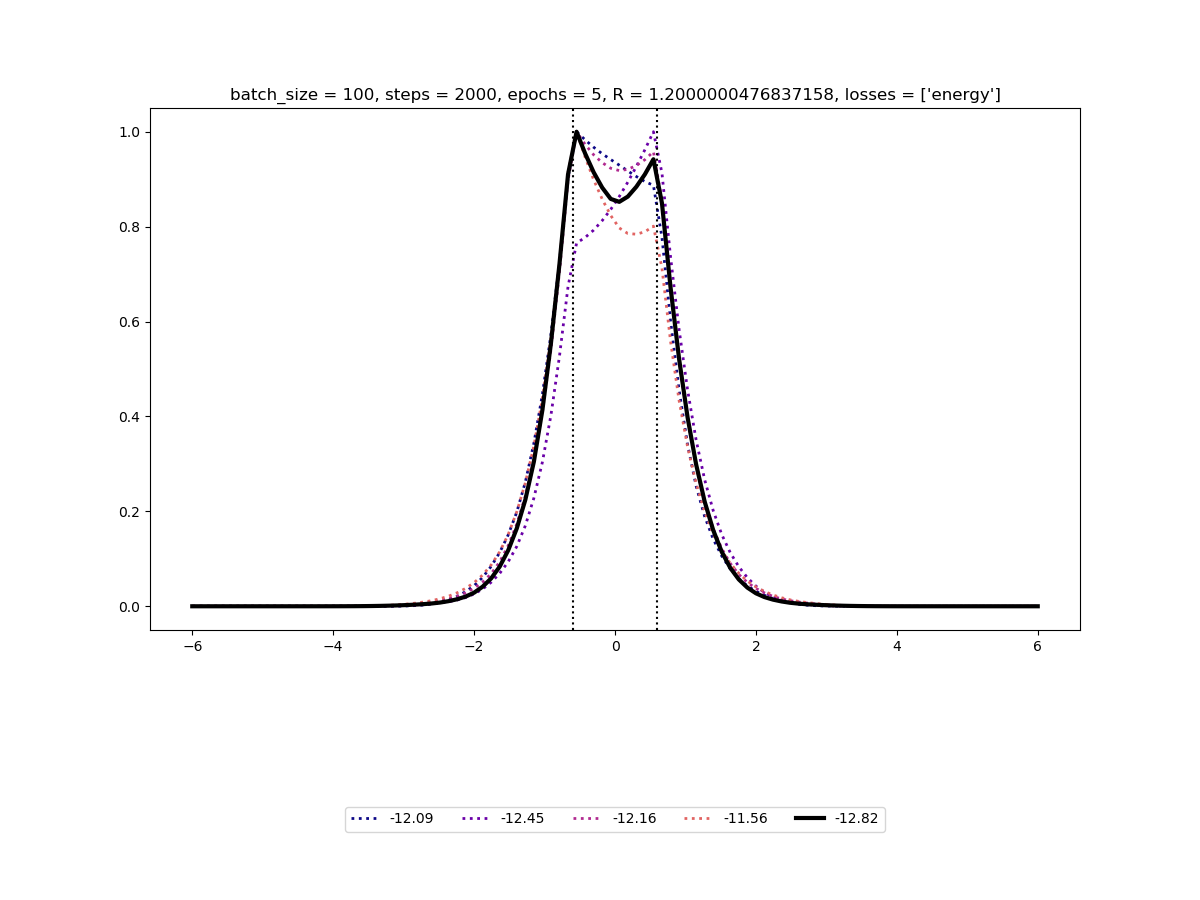 batch_size = 100, steps = 2000, epochs = 5, R = 1.2000000476837158, losses = ['energy']
1.0
0.8
0.6
0.4
0.2
0.0
−6 −4 −2 0 2 4 6
-12.09 -12.45 -12.16 -11.56 -12.82